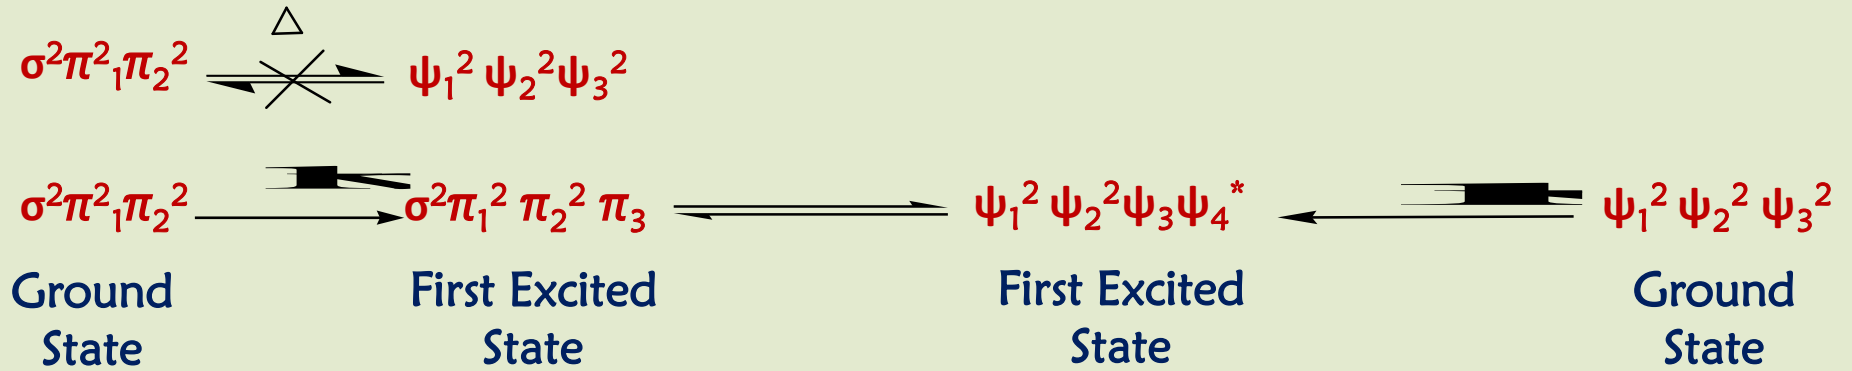 △
σ²π²₁π₂² ψ₁² ψ₂²ψ₃²
σ²π²₁π₂² σ²π₁² π₂² π₃ ψ₁² ψ₂²ψ₃ψ₄* ψ₁² ψ₂² ψ₃²
Ground First Excited First Excited Ground
State State State State